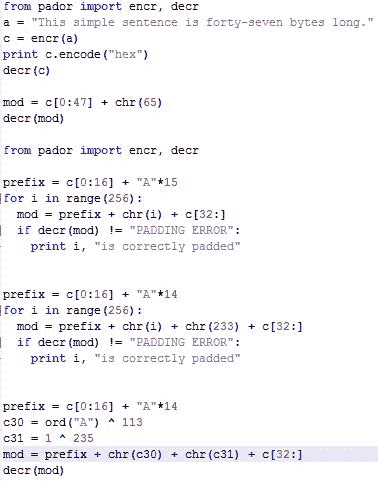 from pador import encr, decr
a = "This simple sentence is forty-seven bytes long."
c = encr(a)
print c.encode("hex")
decr(c)
mod = c[0:47] + chr(65)
decr(mod)
from pador import encr, decr
prefix = c[0:16] + "A"*15
for i in range(256):
  mod = prefix + chr(i) + c[32:]
  if decr(mod) != "PADDING ERROR":
    print i, "is correctly padded"
prefix = c[0:16] + "A"*14
for i in range(256):
  mod = prefix + chr(i) + chr(233) + c[32:]
  if decr(mod) != "PADDING ERROR":
    print i, "is correctly padded"
prefix = c[0:16] + "A"*14
c30 = ord("A") ^ 113
c31 = 1 ^ 235
mod = prefix + chr(c30) + chr(c31) + c[32:]
decr(mod)